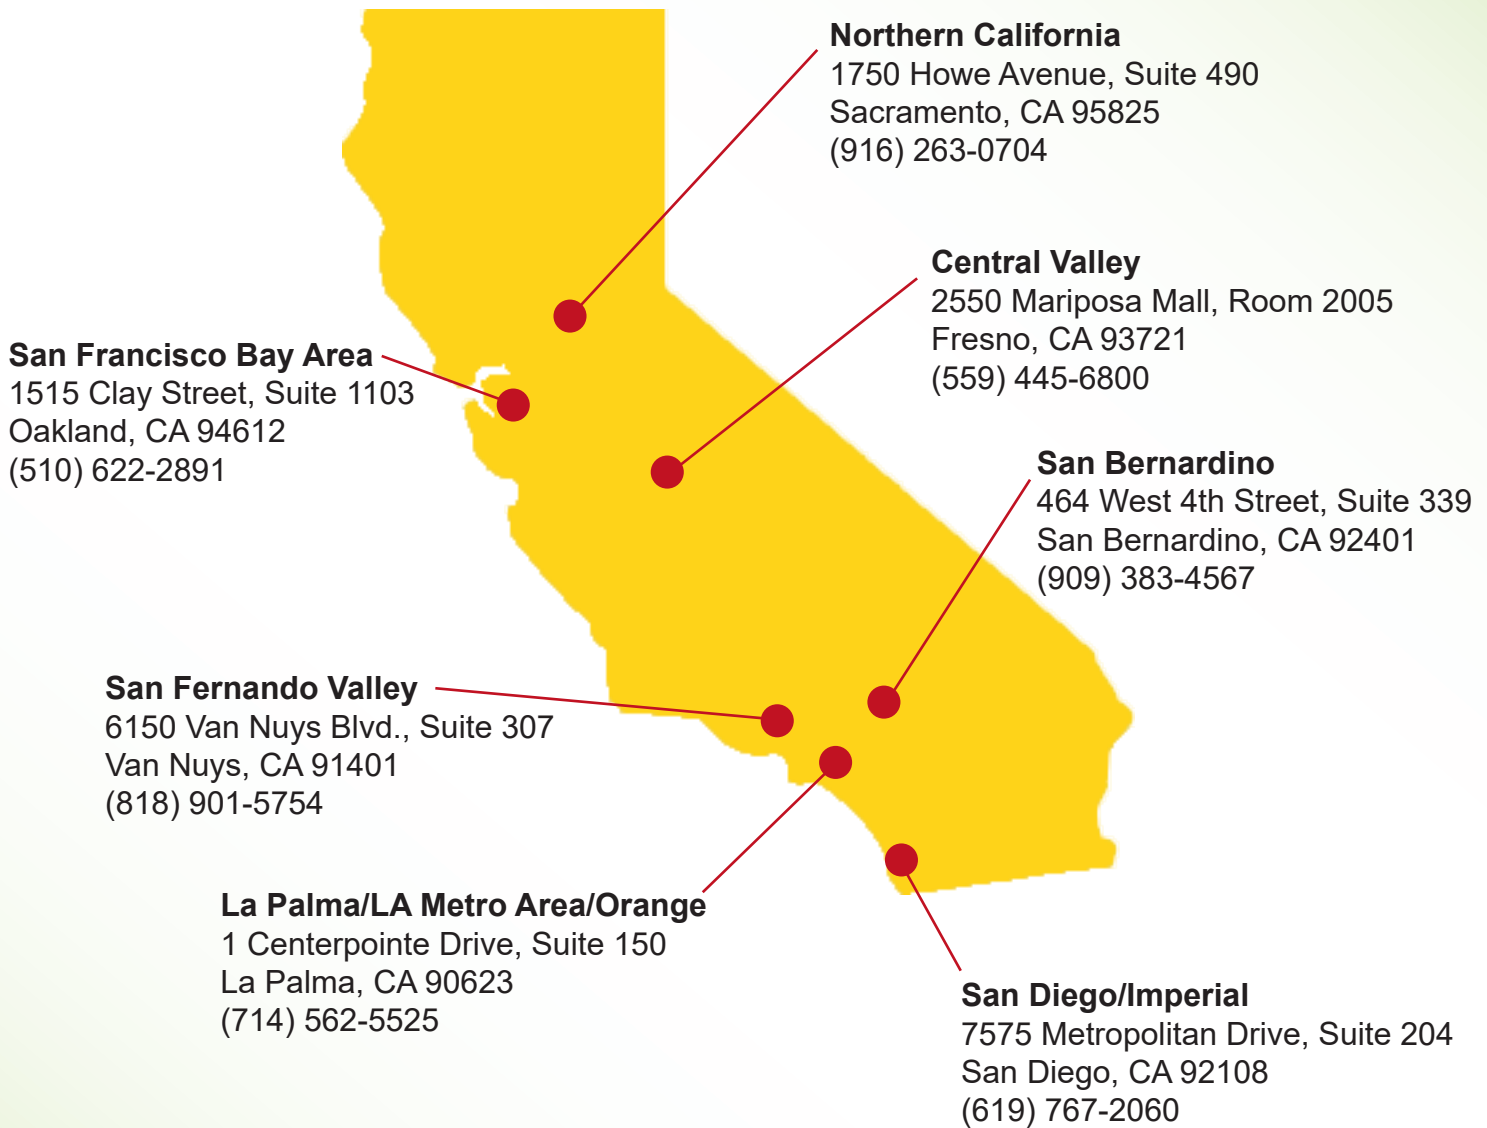 Northern California
1750 Howe Avenue, Suite 490
Sacramento, CA 95825
(916) 263-0704
Central Valley
2550 Mariposa Mall, Room 2005
Fresno, CA 93721
(559) 445-6800
San Francisco Bay Area
1515 Clay Street, Suite 1103
Oakland, CA 94612
(510) 622-2891
San Bernardino
464 West 4th Street, Suite 339
San Bernardino, CA 92401
(909) 383-4567
San Fernando Valley
6150 Van Nuys Blvd., Suite 307
Van Nuys, CA 91401
(818) 901-5754
La Palma/LA Metro Area/Orange
1 Centerpointe Drive, Suite 150
La Palma, CA 90623
(714) 562-5525
San Diego/Imperial
7575 Metropolitan Drive, Suite 204
San Diego, CA 92108
(619) 767-2060